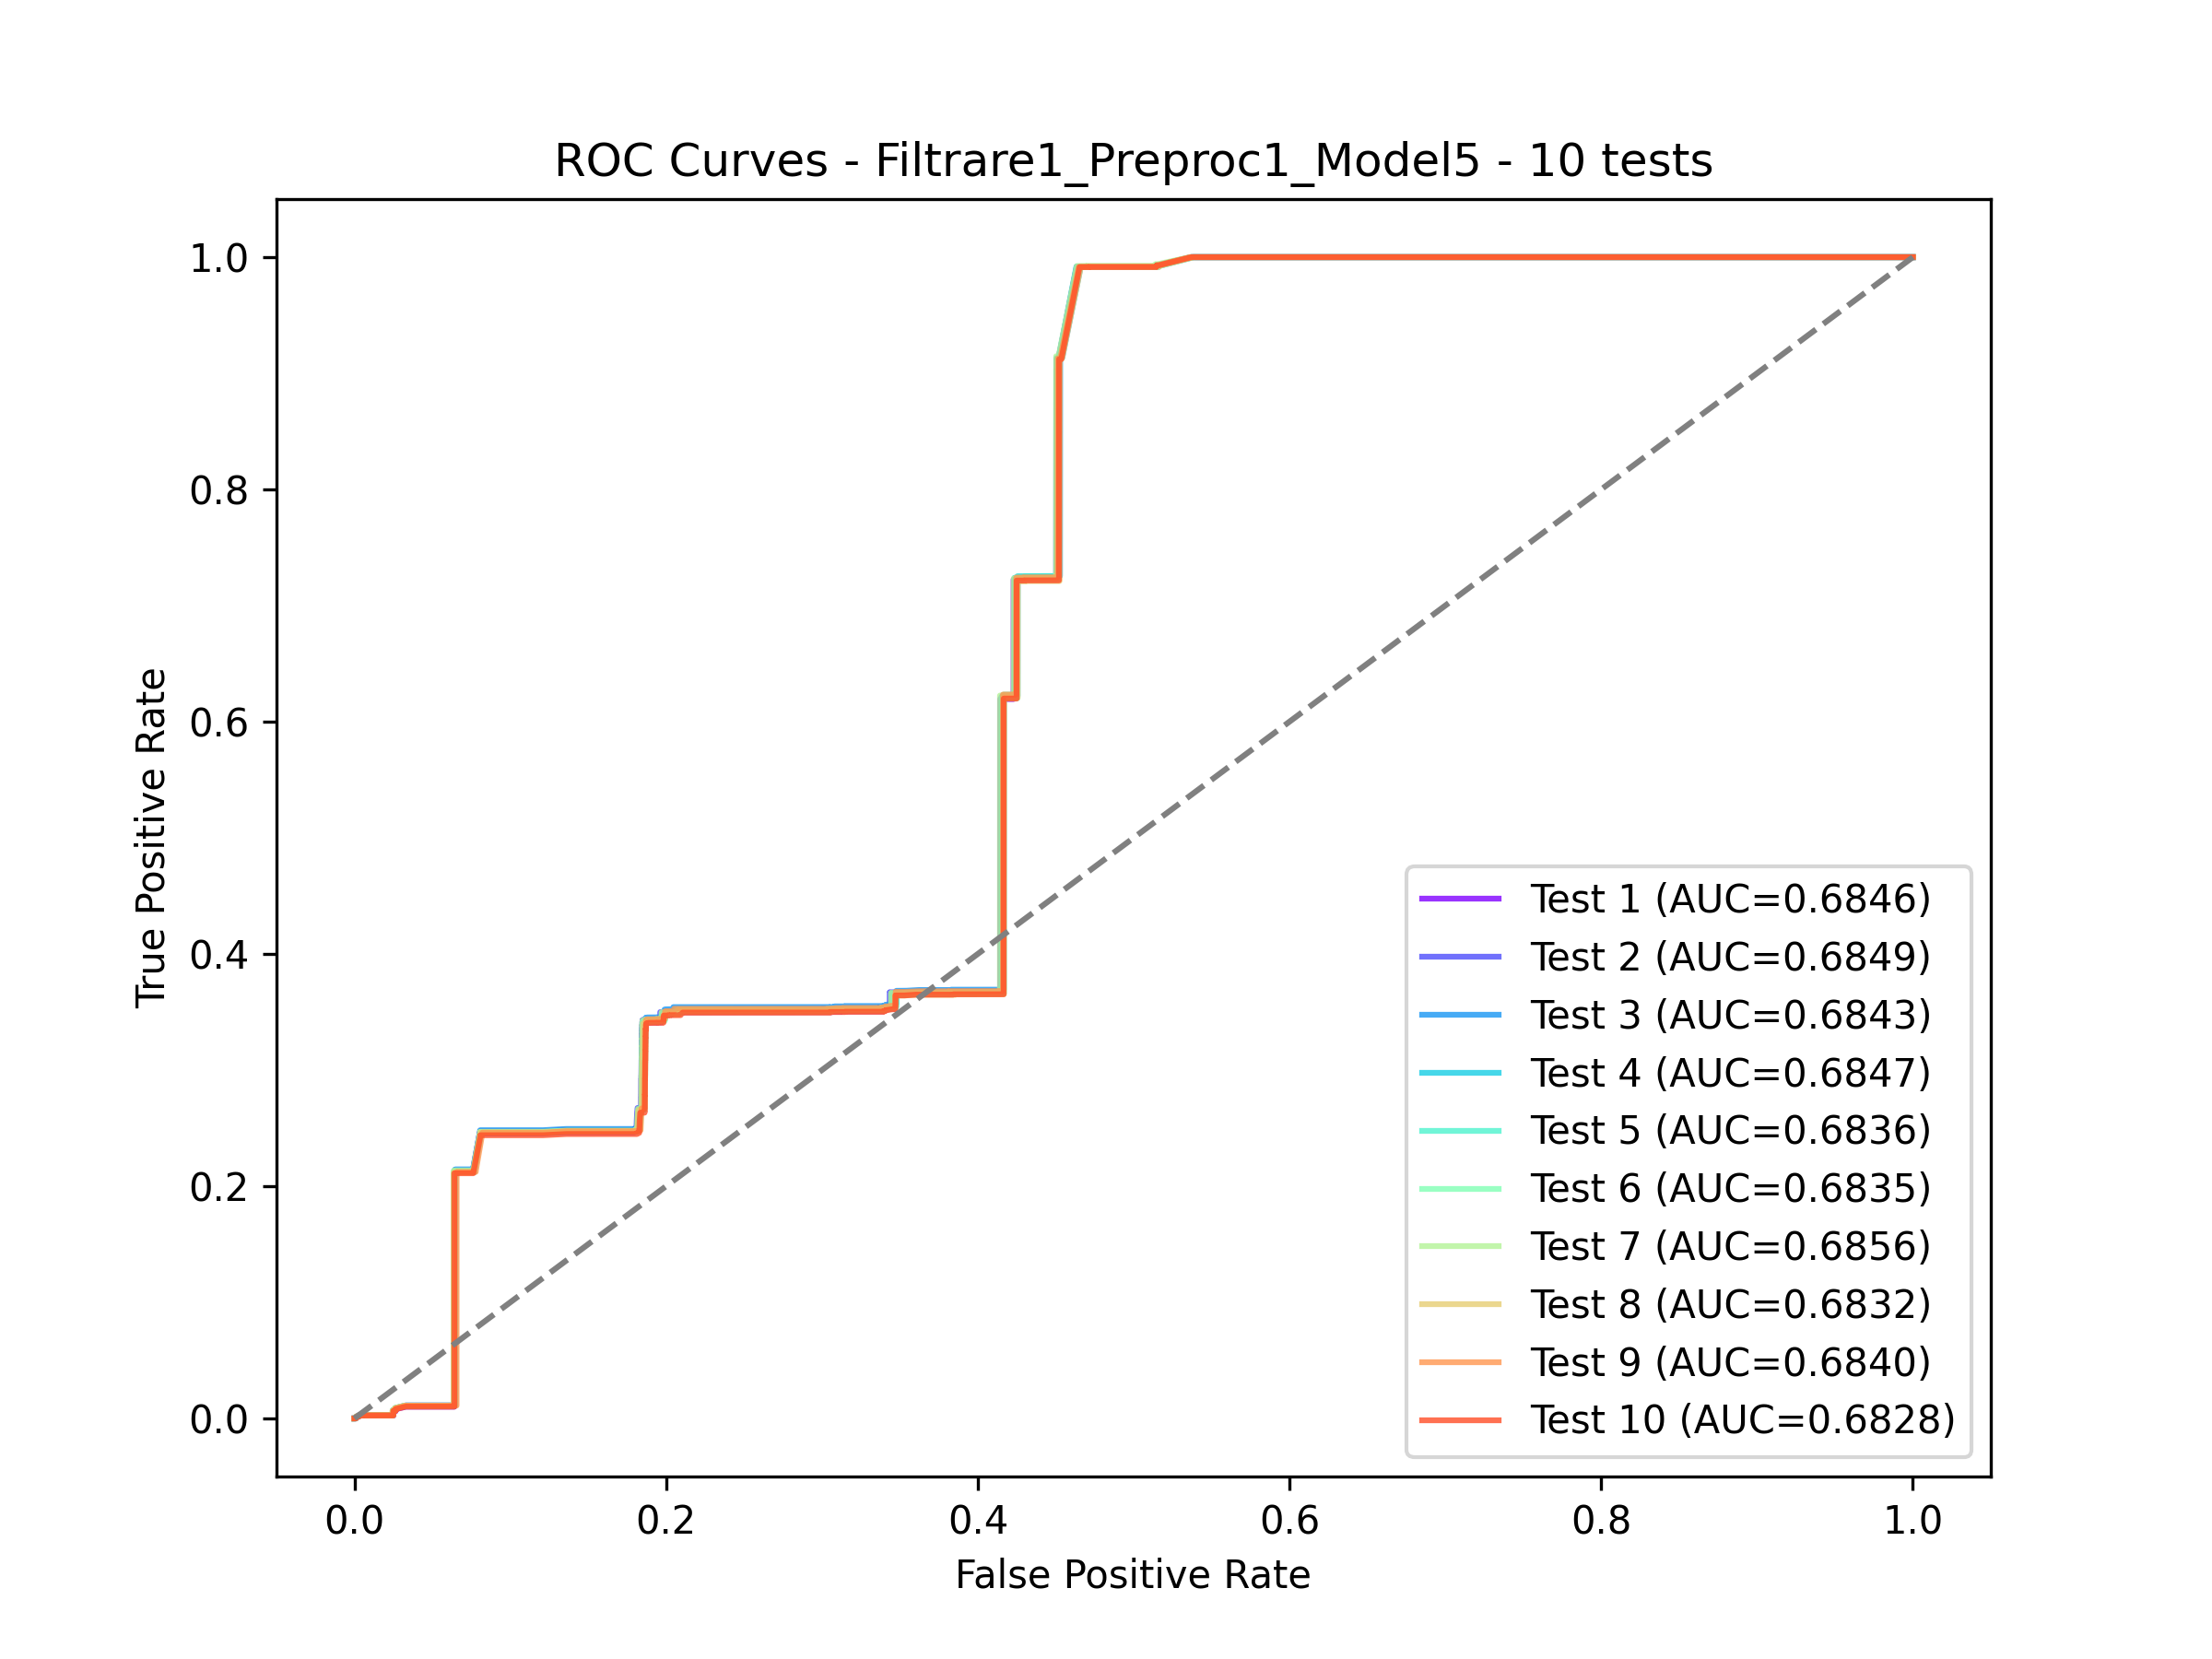 ROC Curves - Filtrare1_Preproc1_Model5 - 10 tests
1.0
0.8
0.6
0.4
0.2
0.0
True Positive Rate
0.0 0.2 0.4 0.6 0.8 1.0
False Positive Rate
Test 1 (AUC=0.6846)
Test 2 (AUC=0.6849)
Test 3 (AUC=0.6843)
Test 4 (AUC=0.6847)
Test 5 (AUC=0.6836)
Test 6 (AUC=0.6835)
Test 7 (AUC=0.6856)
Test 8 (AUC=0.6832)
Test 9 (AUC=0.6840)
Test 10 (AUC=0.6828)